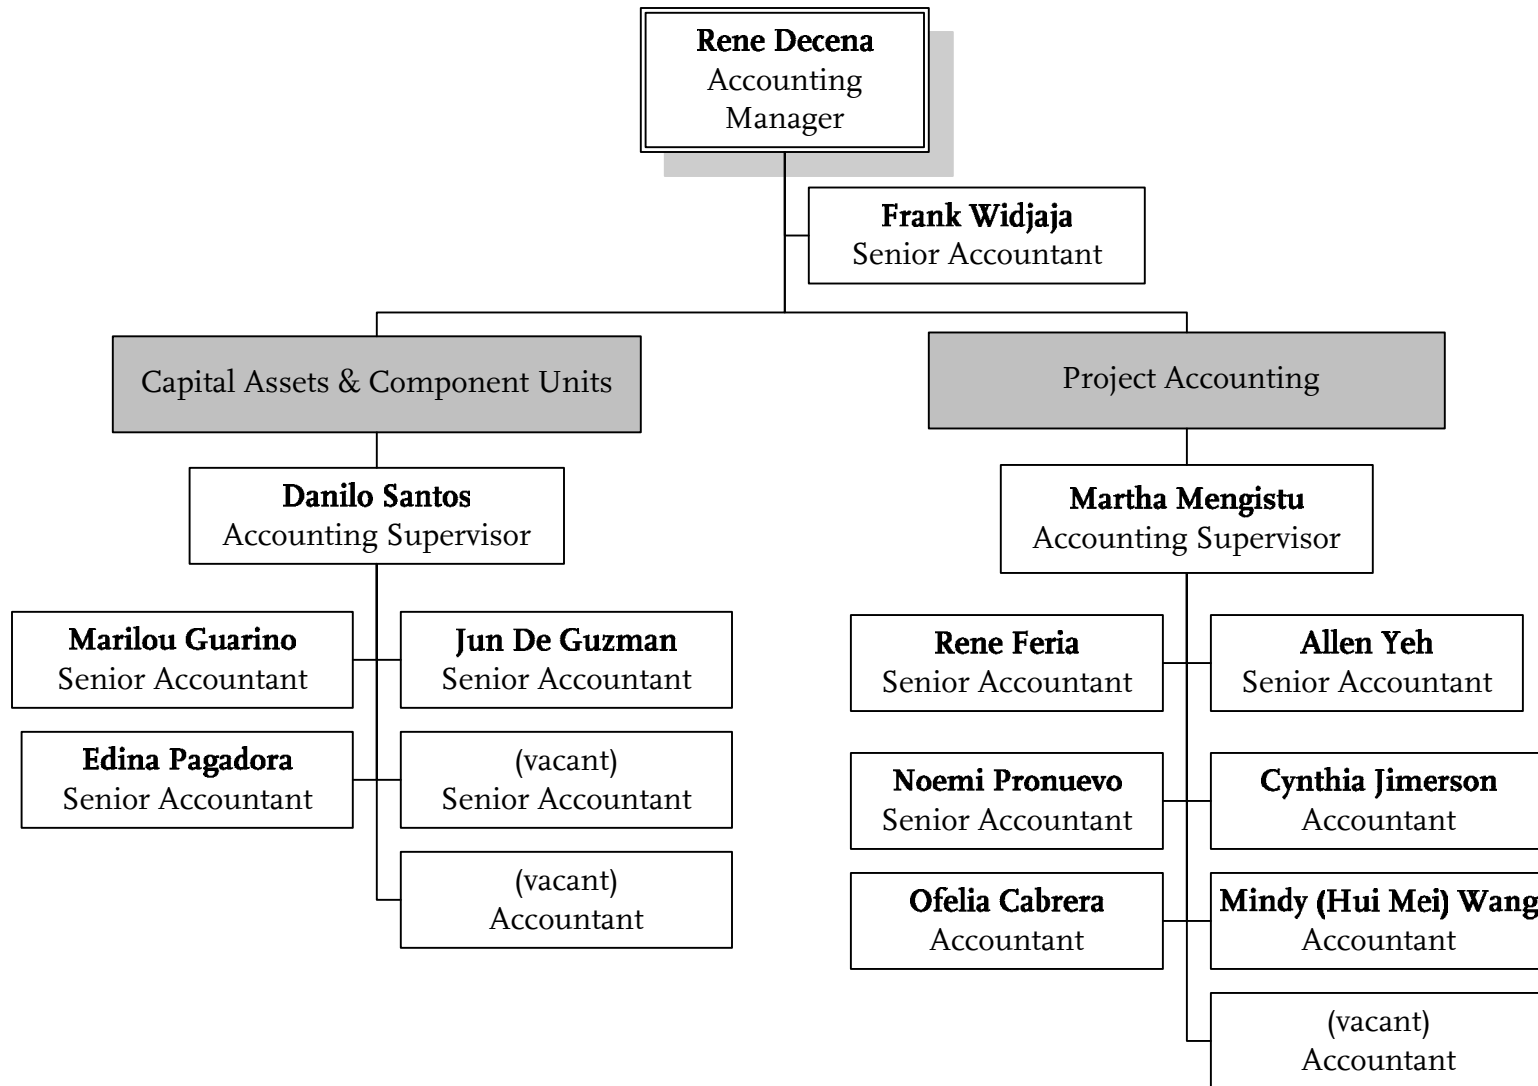 Rene Decena
Accounting
Manager
Frank Widjaja
Senior Accountant
Capital Assets & Component Units
Project Accounting
Danilo Santos
Accounting Supervisor
Martha Mengistu
Accounting Supervisor
Marilou Guarino
Senior Accountant
Jun De Guzman
Senior Accountant
Edina Pagadora
Senior Accountant
(vacant)
Senior Accountant
(vacant)
Accountant
Rene Feria
Senior Accountant
Allen Yeh
Senior Accountant
Noemi Pronuevo
Senior Accountant
Cynthia Jimerson
Accountant
Ofelia Cabrera
Accountant
Mindy (Hui Mei) Wang
Accountant
(vacant)
Accountant